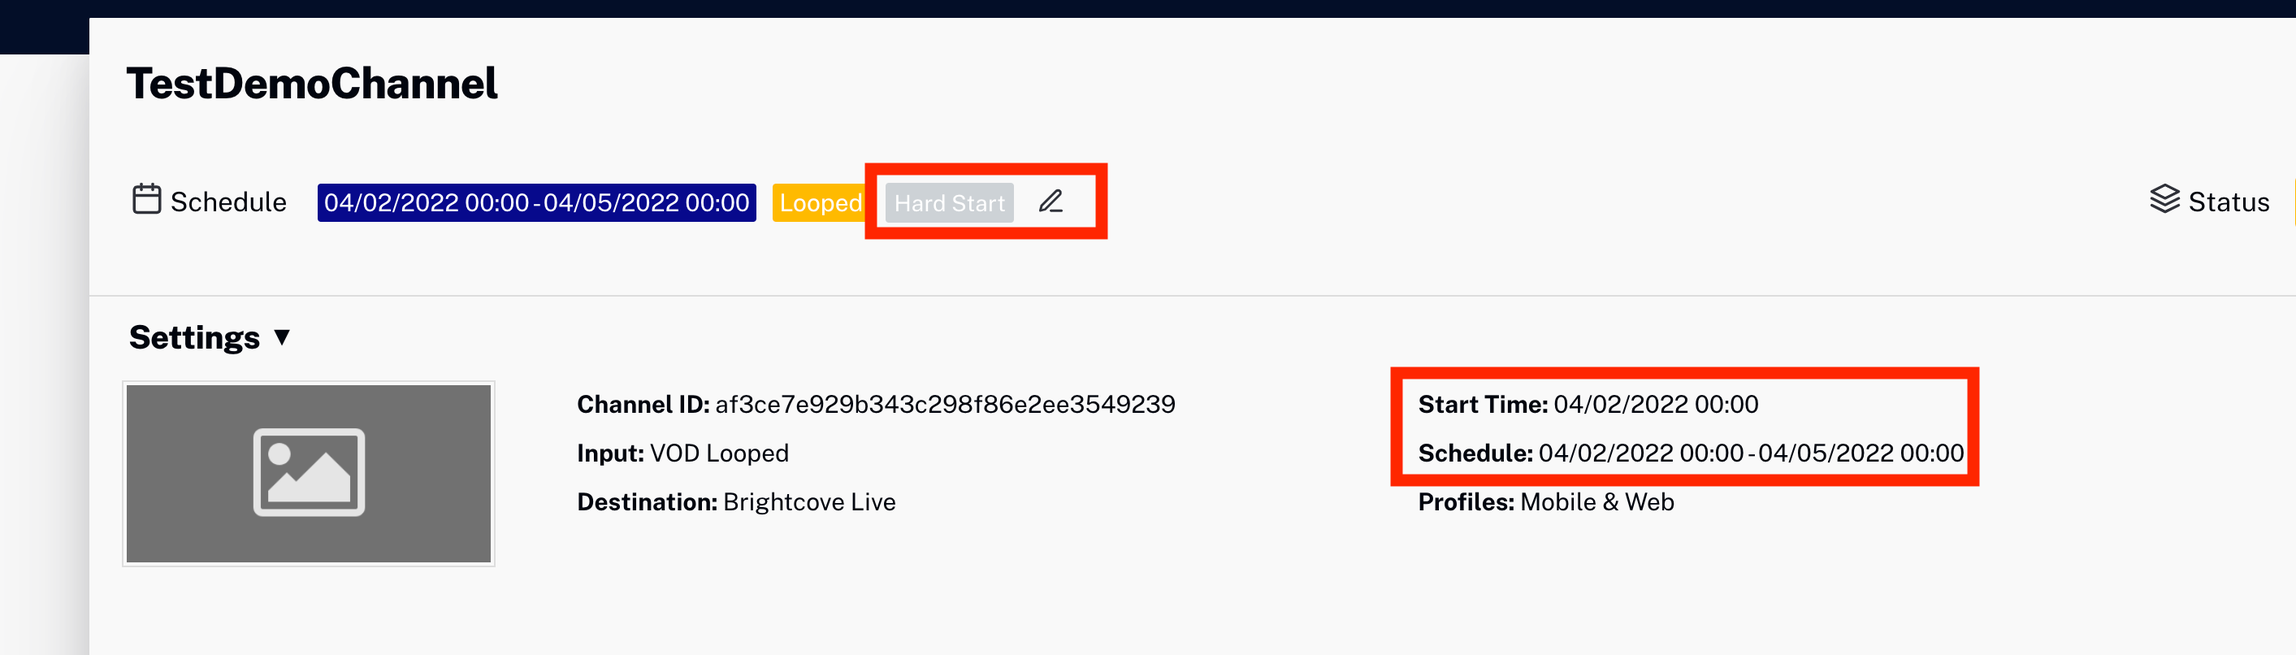 TestDemoChannel
Schedule 04/02/2022 00:00 - 04/05/2022 00:00 Looped Hard Start Status
Settings ▼
Channel ID: af3ce7e929b343c298f86e2ee3549239
Input: VOD Looped
Destination: Brightcove Live
Start Time: 04/02/2022 00:00
Schedule: 04/02/2022 00:00 - 04/05/2022 00:00
Profiles: Mobile & Web